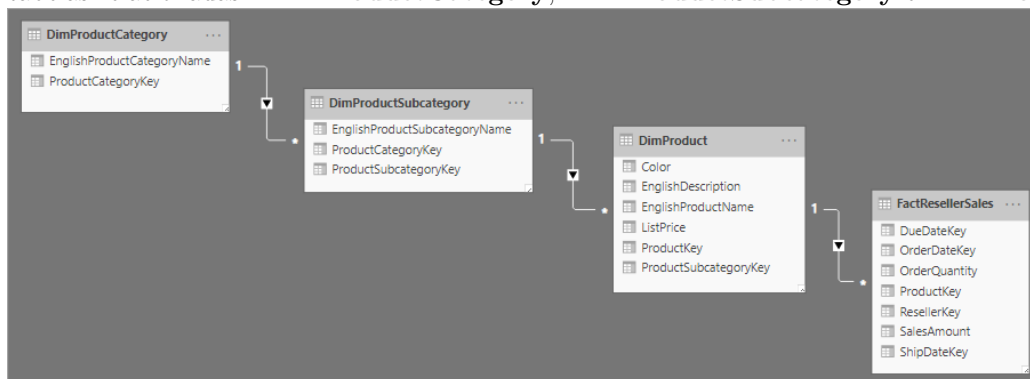 DimProductCategory
EnglishProductCategoryName
ProductCategoryKey
1
*
DimProductSubcategory
EnglishProductSubcategoryName
ProductCategoryKey
ProductSubcategoryKey
1
*
DimProduct
Color
EnglishDescription
EnglishProductName
ListPrice
ProductKey
ProductSubcategoryKey
1
*
FactResellerSales
DueDateKey
OrderDateKey
OrderQuantity
ProductKey
ResellerKey
SalesAmount
ShipDateKey